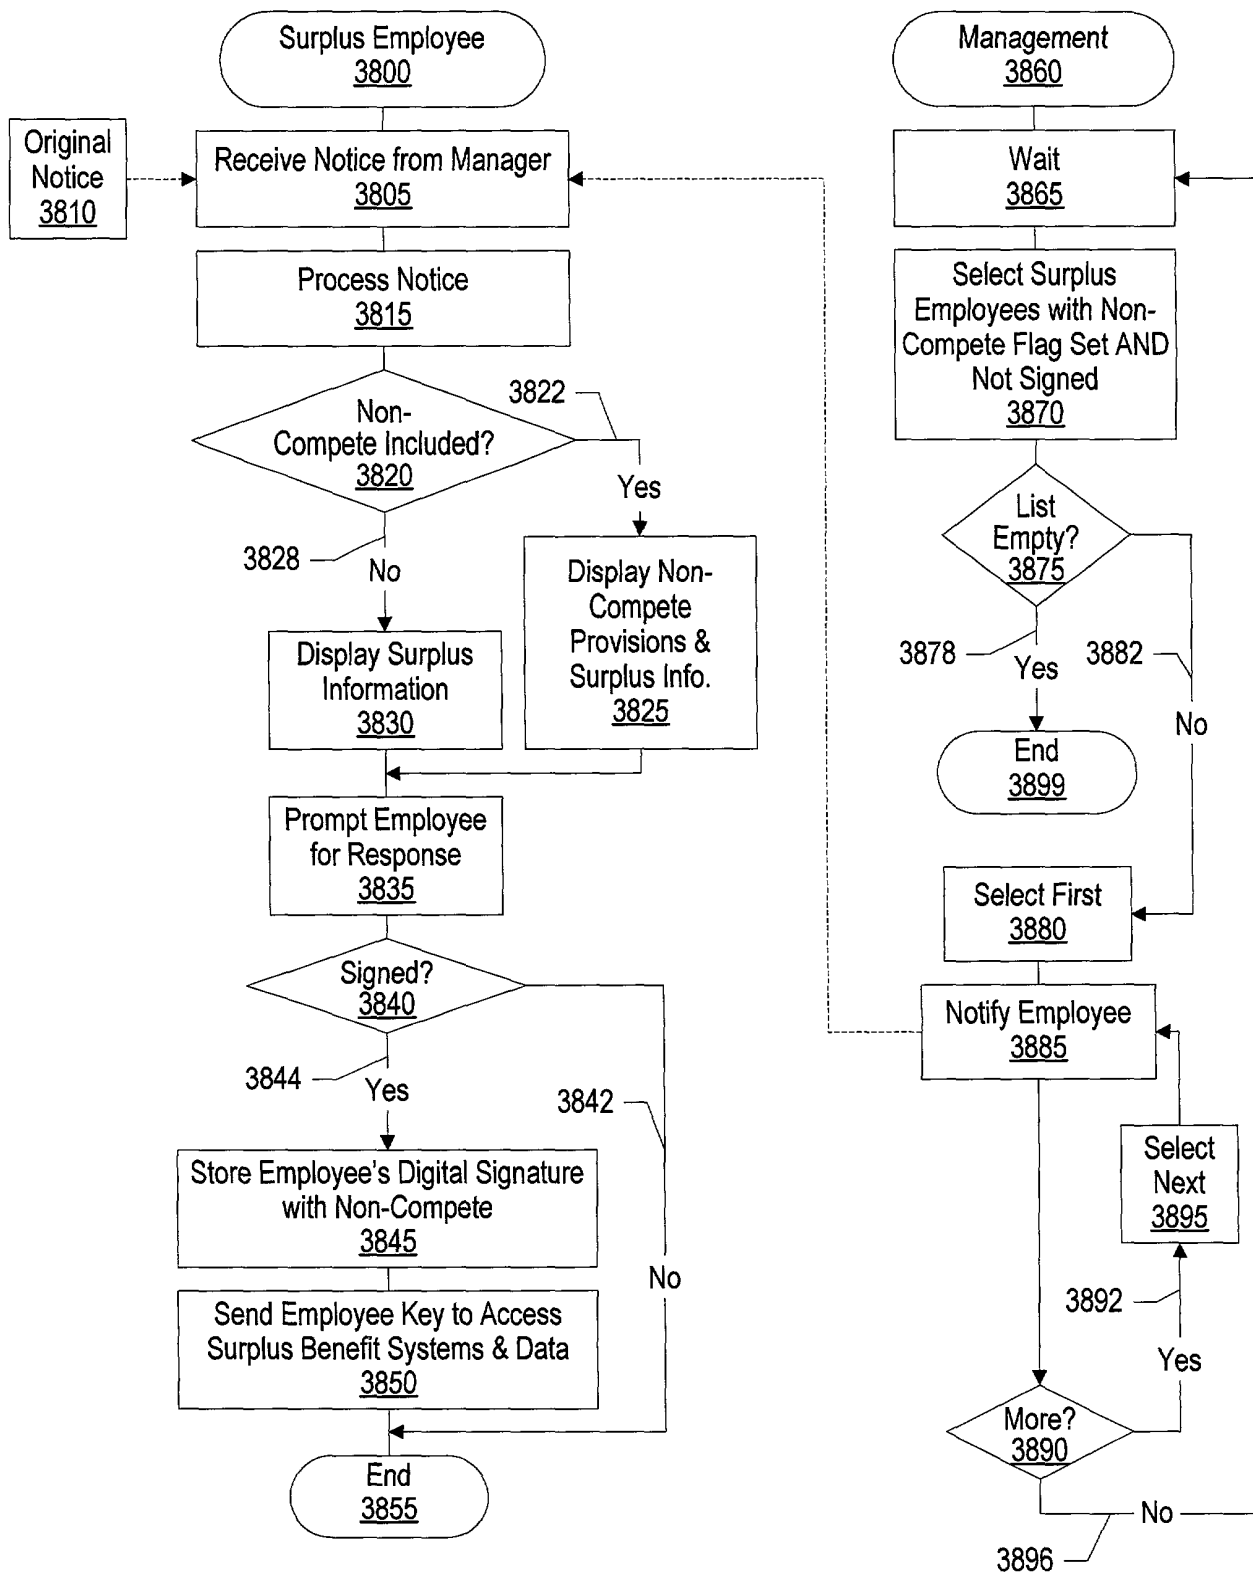 Surplus Employee
3800
Original
Notice
3810
Receive Notice from Manager
3805
Process Notice
3815
Non-
Compete Included?
3820
3822
Yes
3828
No
Display Surplus
Information
3830
Display Non-
Compete
Provisions &
Surplus Info.
3825
Prompt Employee
for Response
3835
Signed?
3840
3844
Yes
3842
Store Employee's Digital Signature
with Non-Compete
3845
No
Send Employee Key to Access
Surplus Benefit Systems & Data
3850
End
3855
Management
3860
Wait
3865
Select Surplus
Employees with Non-
Compete Flag Set AND
Not Signed
3870
List
Empty?
3875
3878
Yes
3882
No
End
3899
Select First
3880
Notify Employee
3885
Select
Next
3895
3892
Yes
More?
3890
No
3896